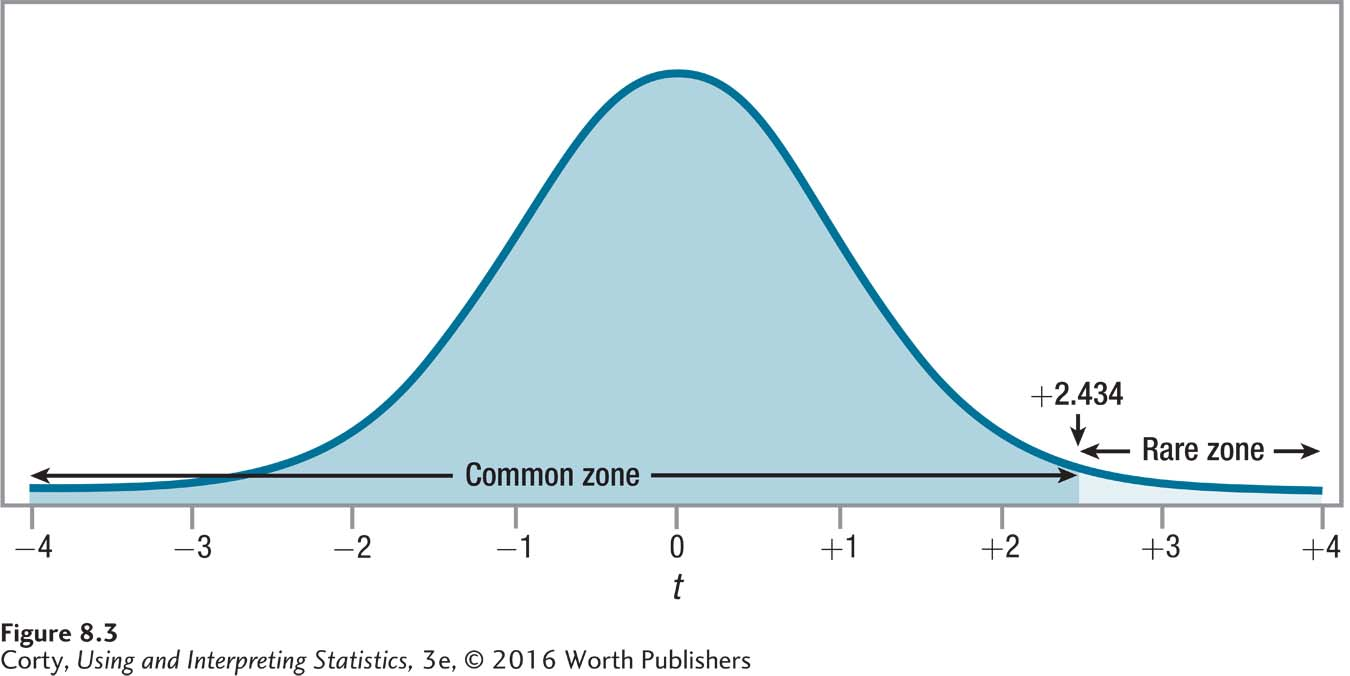 +2.434
Rare zone
Common zone
−4 −3 −2 −1 0 +1 +2 +3 +4
t
Figure 8.3
Corty, Using and Interpreting Statistics, 3e, © 2016 Worth Publishers